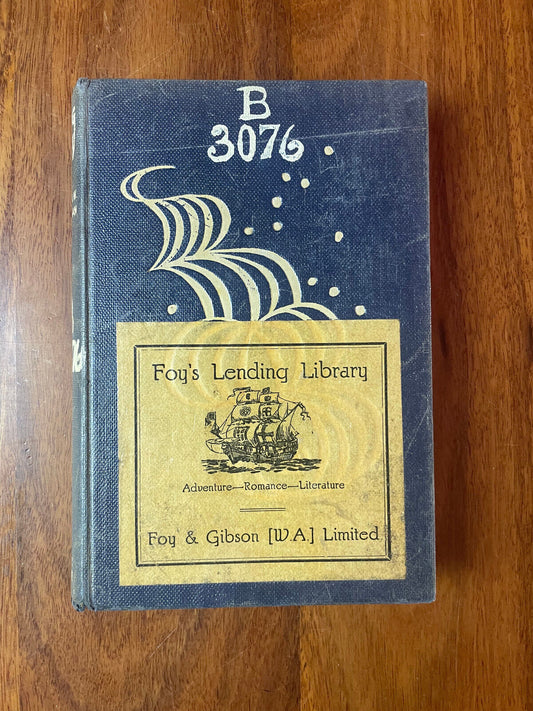 B
3076
Foy's Lending Library
Adventure—Romance—Literature
Foy & Gibson [W.A.] Limited